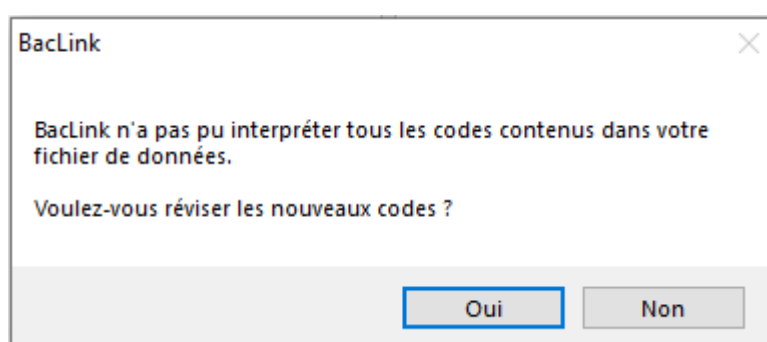 BacLink
BacLink n'a pas pu interpréter tous les codes contenus dans votre
fichier de données.
Voulez-vous réviser les nouveaux codes ?
Oui
Non